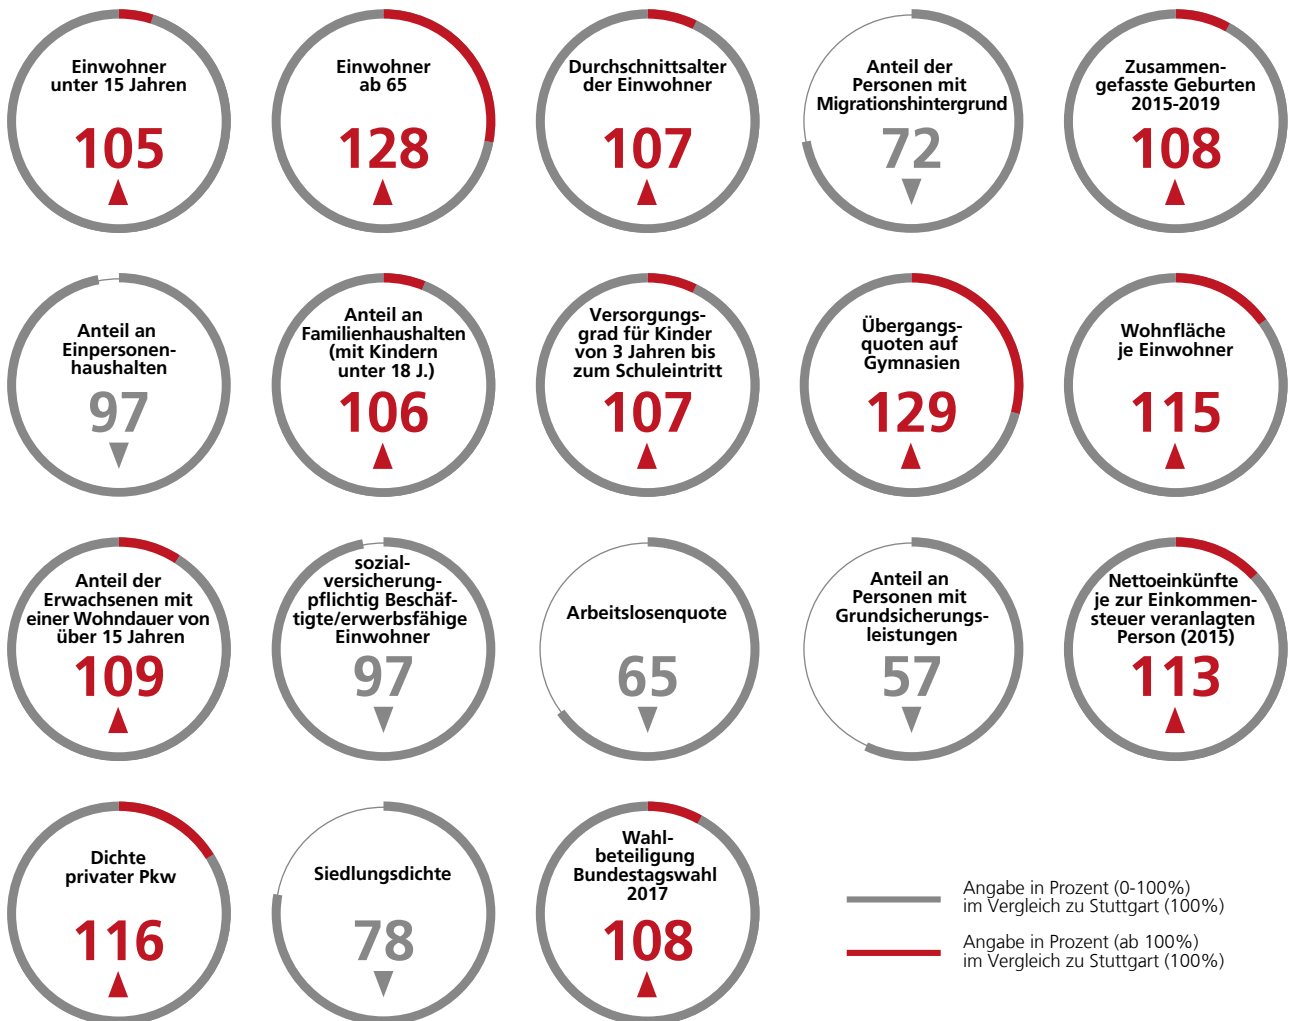 Einwohner
unter 15 Jahren
105
Einwohner
ab 65
128
Durchschnittsalter
der Einwohner
107
Anteil der
Personen mit
Migrationshintergrund
72
Zusammen-
gefasste Geburten
2015-2019
108
Anteil an
Einpersonen-
haushalten
97
Anteil an
Familienhaushalten
(mit Kindern
unter 18 J.)
106
Versorgungs-
grad für Kinder
von 3 Jahren bis
zum Schuleintritt
107
Übergangs-
quoten auf
Gymnasien
129
Wohnfläche
je Einwohner
115
Anteil der
Erwachsenen mit
einer Wohndauer von
über 15 Jahren
109
sozial-
versicherung-
pflichtig Beschäf-
tigte/erwerbsfähige
Einwohner
97
Arbeitslosenquote
65
Anteil an
Personen mit
Grundsicherungs-
leistungen
57
Nettoeinkünfte
je zur Einkommen-
steuer veranlagten
Person (2015)
113
Dichte
privater Pkw
116
Siedlungsdichte
78
Wahl-
beteiligung
Bundestagswahl
2017
108
Angabe in Prozent (0-100%)
im Vergleich zu Stuttgart (100%)
Angabe in Prozent (ab 100%)
im Vergleich zu Stuttgart (100%)